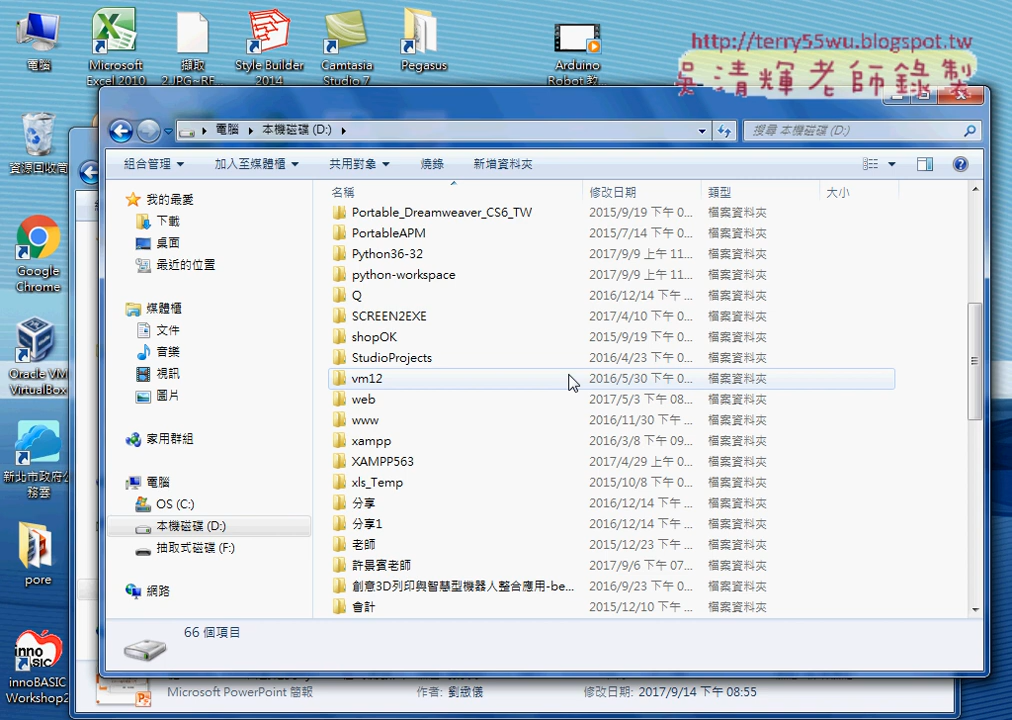 電腦
Microsoft Excel 2010
擷取
2.JPG~RF...
Style Builder 2014
Camtasia Studio 7
Pegasus
Arduino Robot 教...
http://terry55wu.blogspot.tw
吳清輝老師錄製
資源回收筒
Google Chrome
Oracle VM VirtualBox
新北市政府公務雲
pore
innoBASIC Workshop2
電腦 ▸ 本機磁碟 (D:) ▸
搜尋 本機磁碟 (D:)
組合管理 加入至媒體櫃 共用對象 燒錄 新增資料夾
我的最愛
下載
桌面
最近的位置
媒體櫃
文件
音樂
視訊
圖片
家用群組
電腦
OS (C:)
本機磁碟 (D:)
抽取式磁碟 (F:)
網路
名稱 修改日期 類型 大小
Portable_Dreamweaver_CS6_TW 2015/9/19 下午 0... 檔案資料夾
PortableAPM 2015/7/14 下午 0... 檔案資料夾
Python36-32 2017/9/9 上午 11... 檔案資料夾
python-workspace 2017/9/9 上午 11... 檔案資料夾
Q 2016/12/14 下午 ... 檔案資料夾
SCREEN2EXE 2017/4/10 下午 0... 檔案資料夾
shopOK 2015/9/19 下午 0... 檔案資料夾
StudioProjects 2016/4/23 下午 0... 檔案資料夾
vm12 2016/5/30 下午 0... 檔案資料夾
web 2017/5/3 下午 08... 檔案資料夾
www 2016/11/30 下午 ... 檔案資料夾
xampp 2016/3/8 下午 09... 檔案資料夾
XAMPP563 2017/4/29 上午 0... 檔案資料夾
xls_Temp 2015/10/8 下午 0... 檔案資料夾
分享 2016/12/14 下午 ... 檔案資料夾
分享1 2016/12/14 下午 ... 檔案資料夾
老師 2015/12/23 下午 ... 檔案資料夾
許景賓老師 2017/9/6 下午 07... 檔案資料夾
創意3D列印與智慧型機器人整合應用-be... 2016/9/23 下午 0... 檔案資料夾
會計 2015/12/10 下午 ... 檔案資料夾
66 個項目
Microsoft PowerPoint 簡報 作者: 劉慈儀 修改日期: 2017/9/14 下午 08:55